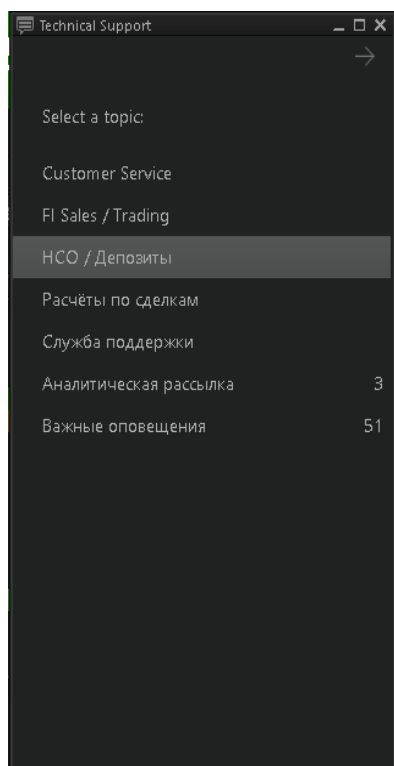 Technical Support
Select a topic:
Customer Service
FI Sales / Trading
НСО / Депозиты
Расчёты по сделкам
Служба поддержки
Аналитическая рассылка 3
Важные оповещения 51